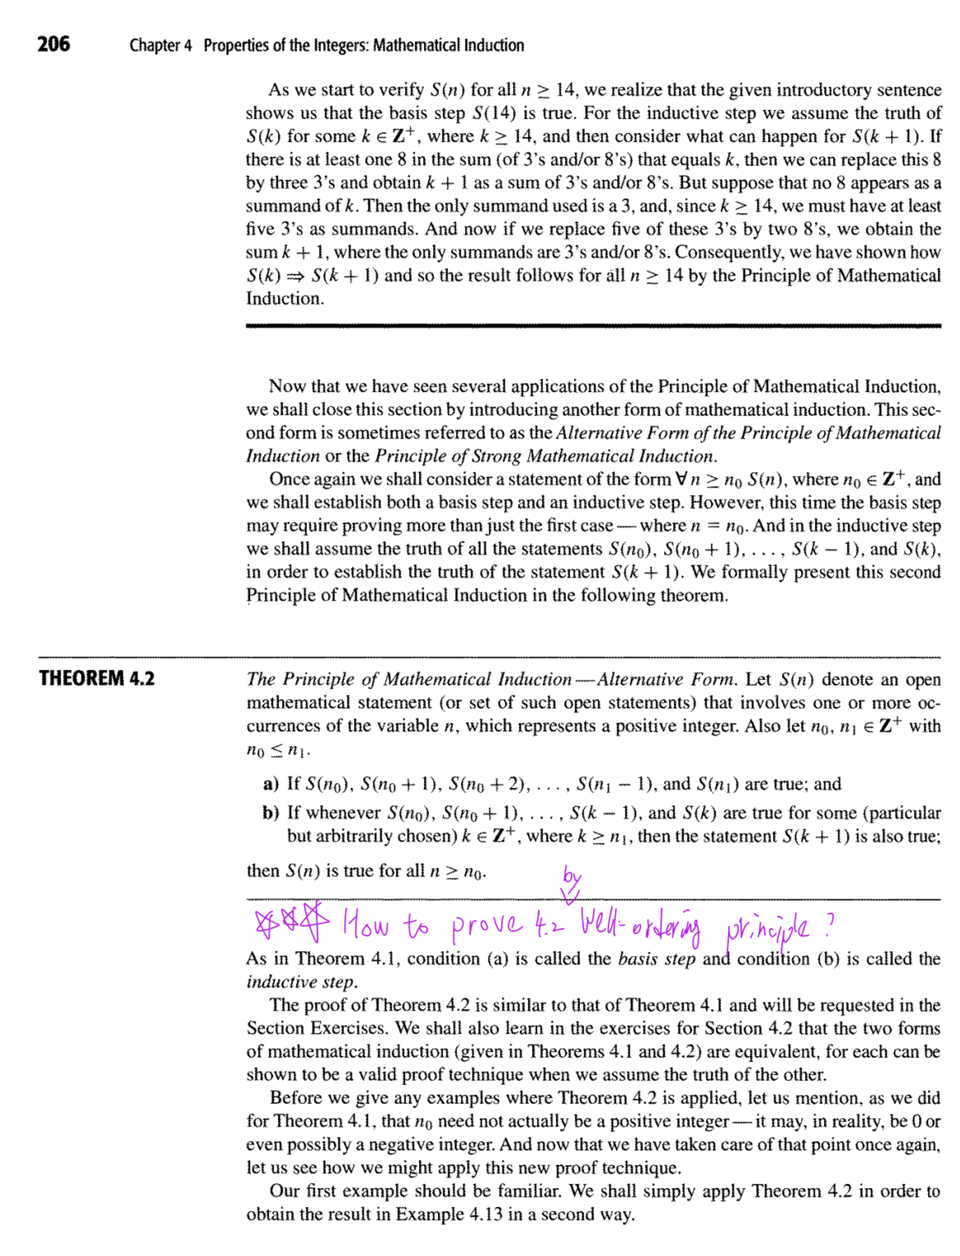 206 Chapter 4 Properties of the Integers: Mathematical Induction
As we start to verify S(n) for all n ≥ 14, we realize that the given introductory sentence
shows us that the basis step S(14) is true. For the inductive step we assume the truth of
S(k) for some k ∈ Z⁺, where k ≥ 14, and then consider what can happen for S(k + 1). If
there is at least one 8 in the sum (of 3's and/or 8's) that equals k, then we can replace this 8
by three 3's and obtain k + 1 as a sum of 3's and/or 8's. But suppose that no 8 appears as a
summand of k. Then the only summand used is a 3, and, since k ≥ 14, we must have at least
five 3's as summands. And now if we replace five of these 3's by two 8's, we obtain the
sum k + 1, where the only summands are 3's and/or 8's. Consequently, we have shown how
S(k) ⇒ S(k + 1) and so the result follows for all n ≥ 14 by the Principle of Mathematical
Induction.
Now that we have seen several applications of the Principle of Mathematical Induction,
we shall close this section by introducing another form of mathematical induction. This sec-
ond form is sometimes referred to as the Alternative Form of the Principle of Mathematical
Induction or the Principle of Strong Mathematical Induction.
Once again we shall consider a statement of the form ∀n ≥ n₀ S(n), where n₀ ∈ Z⁺, and
we shall establish both a basis step and an inductive step. However, this time the basis step
may require proving more than just the first case — where n = n₀. And in the inductive step
we shall assume the truth of all the statements S(n₀), S(n₀ + 1), . . . , S(k − 1), and S(k),
in order to establish the truth of the statement S(k + 1). We formally present this second
Principle of Mathematical Induction in the following theorem.
THEOREM 4.2 The Principle of Mathematical Induction — Alternative Form. Let S(n) denote an open
mathematical statement (or set of such open statements) that involves one or more oc-
currences of the variable n, which represents a positive integer. Also let n₀, n₁ ∈ Z⁺ with
n₀ ≤ n₁.
a) If S(n₀), S(n₀ + 1), S(n₀ + 2), . . . , S(n₁ − 1), and S(n₁) are true; and
b) If whenever S(n₀), S(n₀ + 1), . . . , S(k − 1), and S(k) are true for some (particular
but arbitrarily chosen) k ∈ Z⁺, where k ≥ n₁, then the statement S(k + 1) is also true;
then S(n) is true for all n ≥ n₀.
by
How to prove 4.2 Well-ordering principle ?
As in Theorem 4.1, condition (a) is called the basis step and condition (b) is called the
inductive step.
The proof of Theorem 4.2 is similar to that of Theorem 4.1 and will be requested in the
Section Exercises. We shall also learn in the exercises for Section 4.2 that the two forms
of mathematical induction (given in Theorems 4.1 and 4.2) are equivalent, for each can be
shown to be a valid proof technique when we assume the truth of the other.
Before we give any examples where Theorem 4.2 is applied, let us mention, as we did
for Theorem 4.1, that n₀ need not actually be a positive integer — it may, in reality, be 0 or
even possibly a negative integer. And now that we have taken care of that point once again,
let us see how we might apply this new proof technique.
Our first example should be familiar. We shall simply apply Theorem 4.2 in order to
obtain the result in Example 4.13 in a second way.